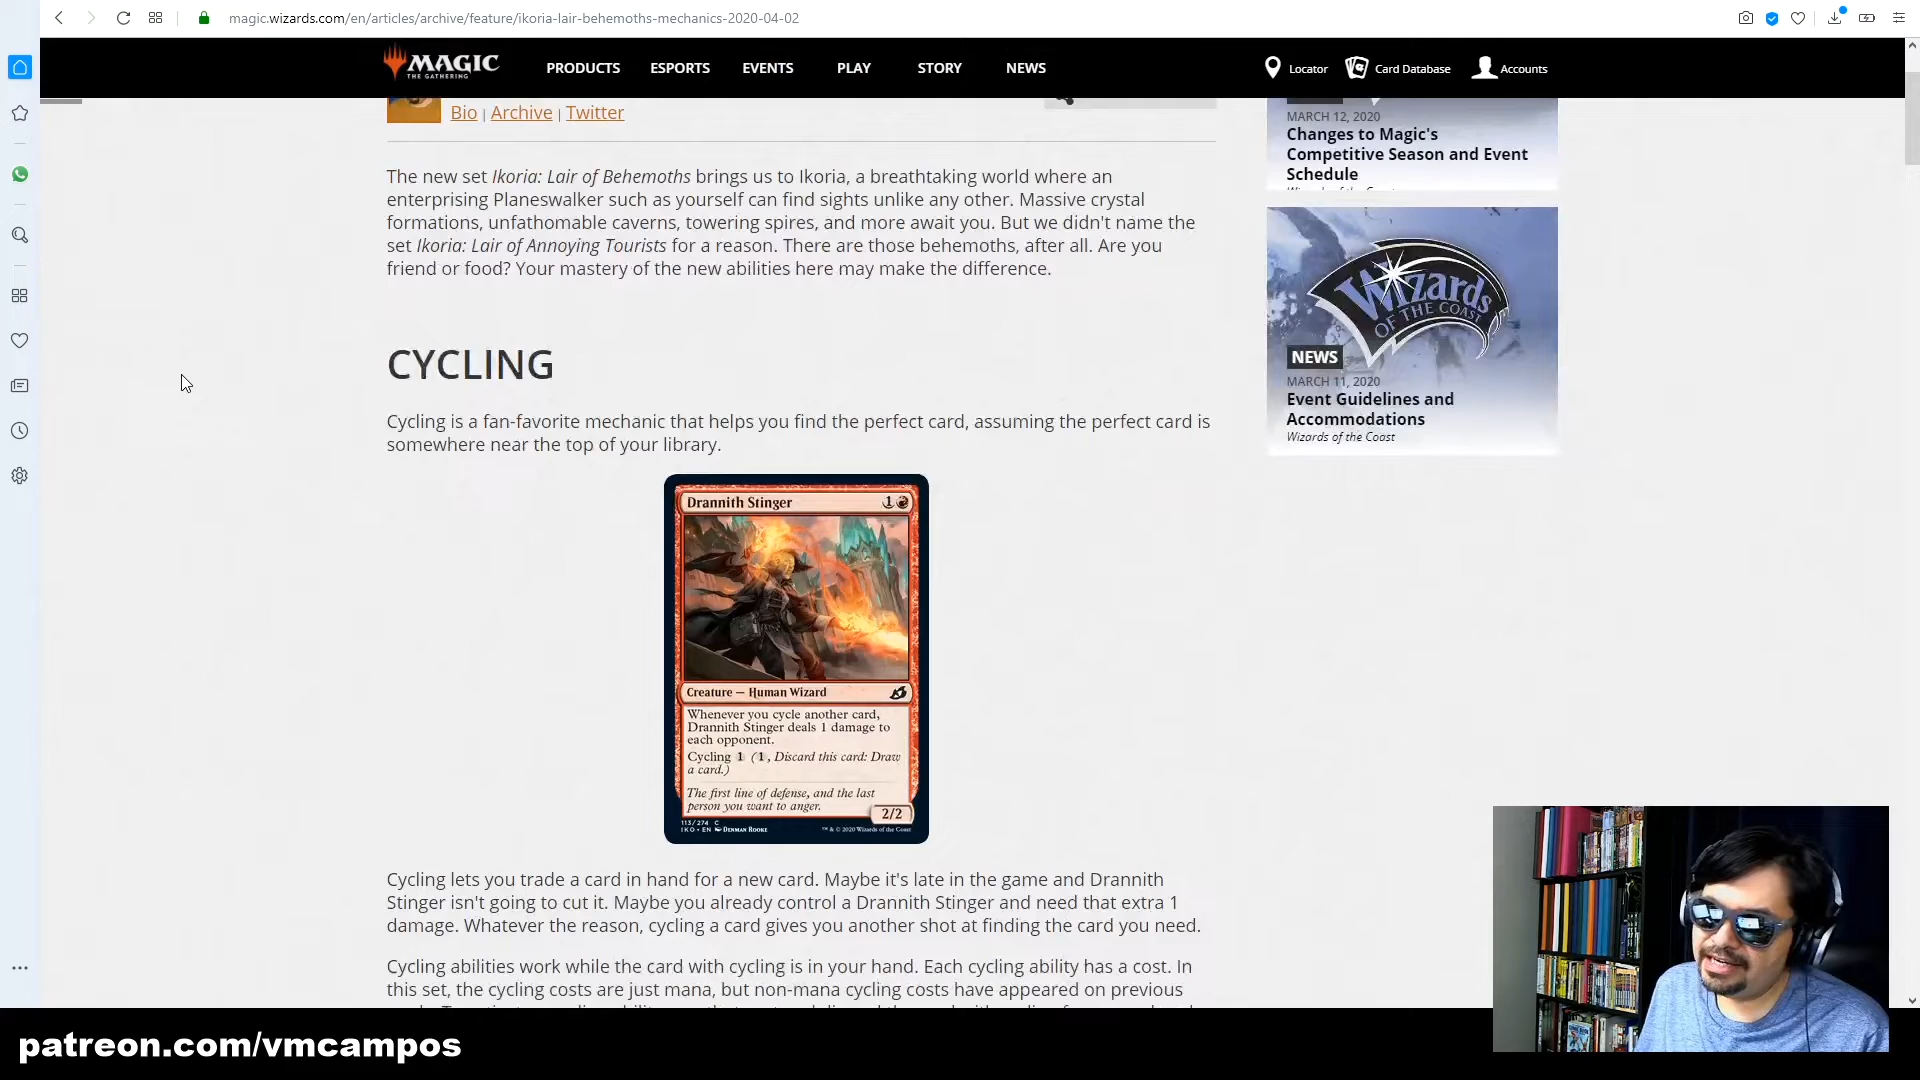 magic.wizards.com/en/articles/archive/feature/ikoria-lair-behemoths-mechanics-2020-04-02
MAGIC
THE GATHERING
PRODUCTS
ESPORTS
EVENTS
PLAY
STORY
NEWS
Locator
Card Database
Accounts
Bio | Archive | Twitter
The new set Ikoria: Lair of Behemoths brings us to Ikoria, a breathtaking world where an
enterprising Planeswalker such as yourself can find sights unlike any other. Massive crystal
formations, unfathomable caverns, towering spires, and more await you. But we didn't name the
set Ikoria: Lair of Annoying Tourists for a reason. There are those behemoths, after all. Are you
friend or food? Your mastery of the new abilities here may make the difference.
CYCLING
Cycling is a fan-favorite mechanic that helps you find the perfect card, assuming the perfect card is
somewhere near the top of your library.
Drannith Stinger 1
Creature — Human Wizard
Whenever you cycle another card,
Drannith Stinger deals 1 damage to
each opponent.
Cycling 1 (1, Discard this card: Draw
a card.)
The first line of defense, and the last
person you want to anger.
2/2
113/274 C
IKO • EN DENMAN ROOKE
™ & © 2020 Wizards of the Coast
Cycling lets you trade a card in hand for a new card. Maybe it's late in the game and Drannith
Stinger isn't going to cut it. Maybe you already control a Drannith Stinger and need that extra 1
damage. Whatever the reason, cycling a card gives you another shot at finding the card you need.
Cycling abilities work while the card with cycling is in your hand. Each cycling ability has a cost. In
this set, the cycling costs are just mana, but non-mana cycling costs have appeared on previous
MARCH 12, 2020
Changes to Magic's
Competitive Season and Event
Schedule
Wizards
OF THE COAST
NEWS
MARCH 11, 2020
Event Guidelines and
Accommodations
Wizards of the Coast
patreon.com/vmcampos